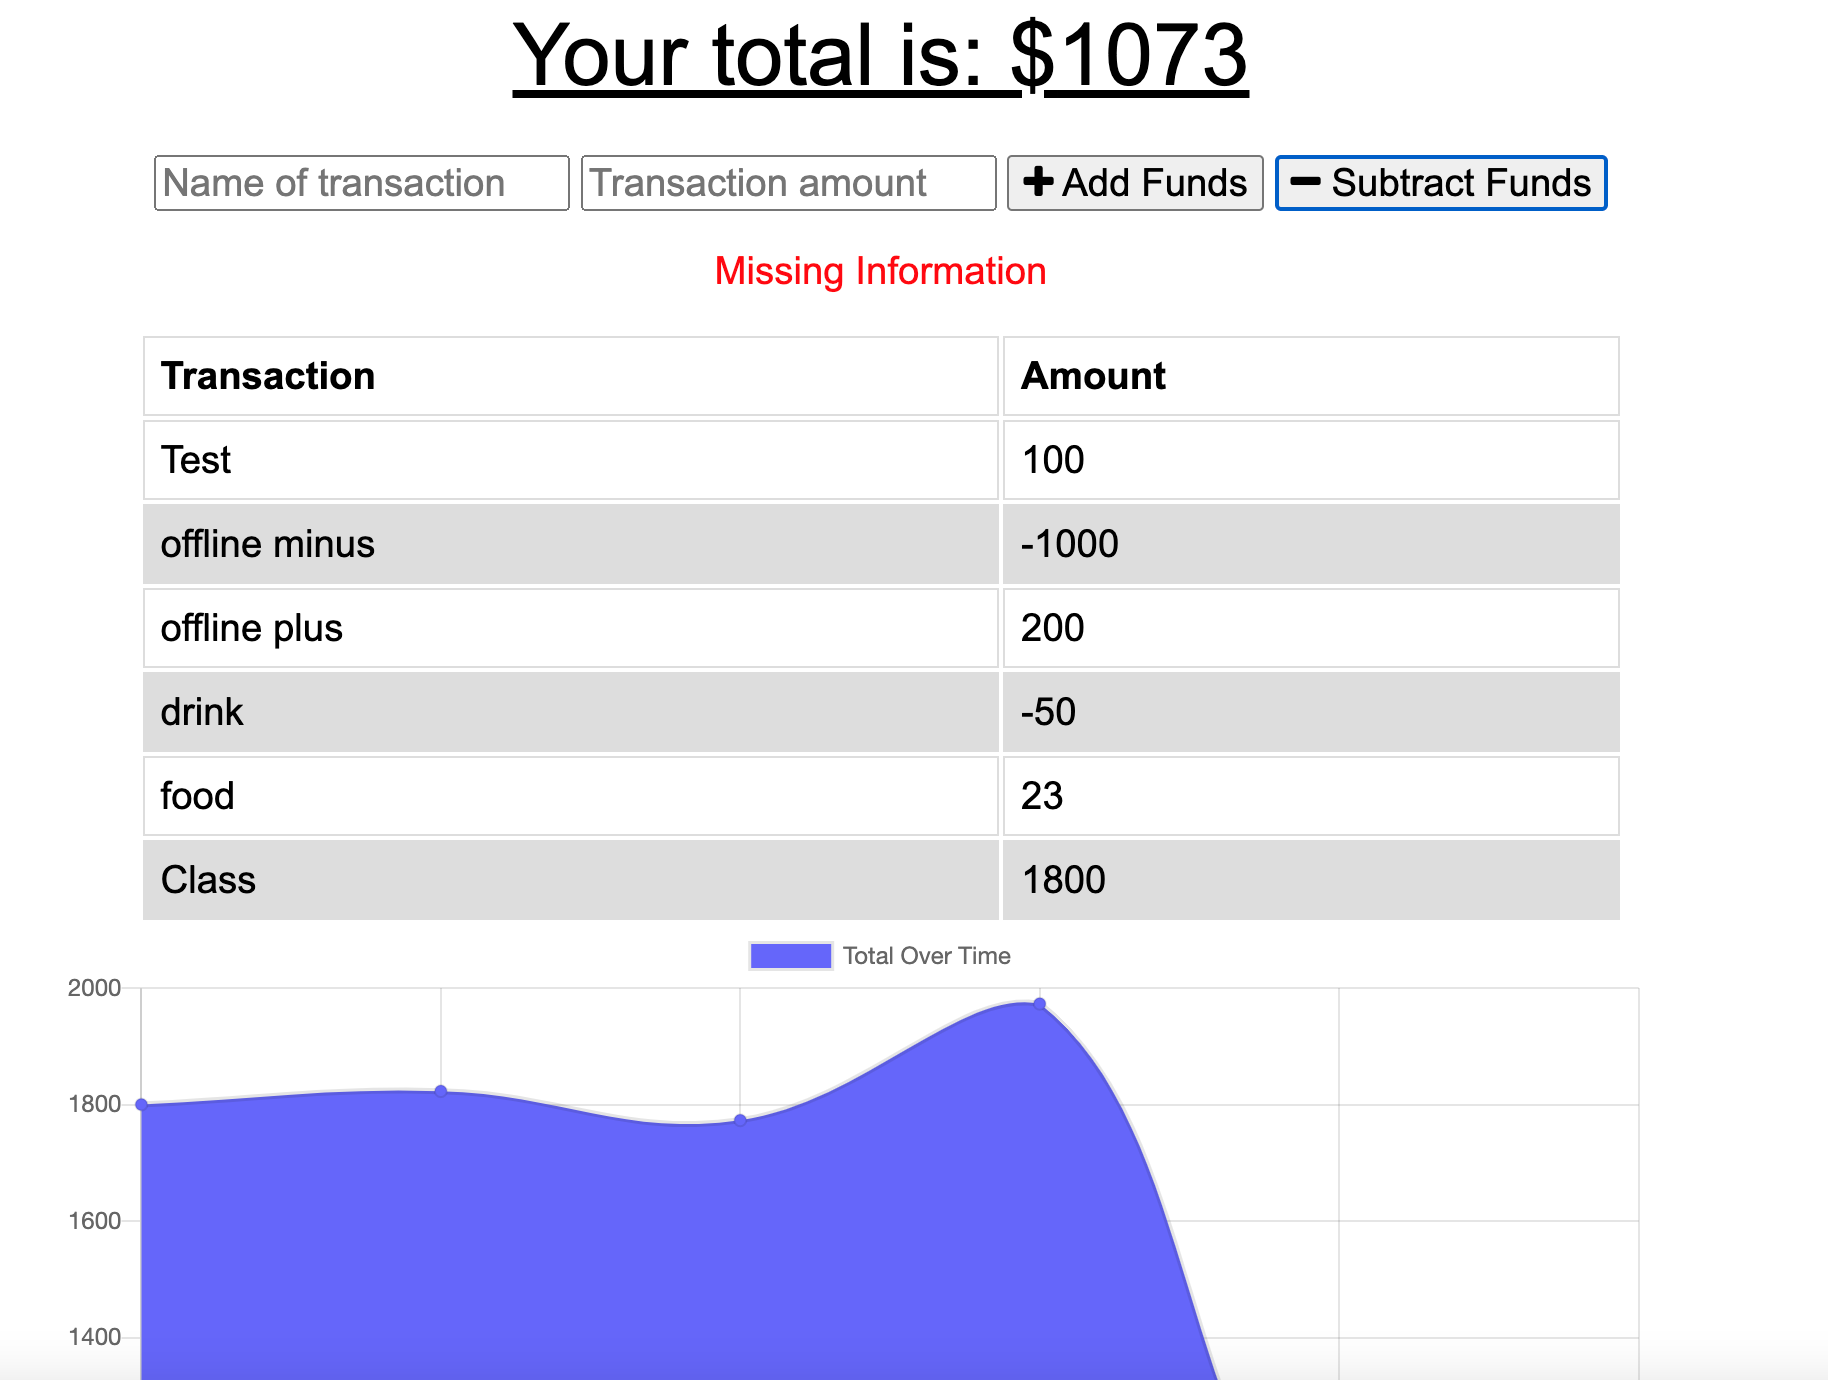 Your total is: $1073
Name of transaction Transaction amount + Add Funds − Subtract Funds
Missing Information
Transaction Amount
Test 100
offline minus -1000
offline plus 200
drink -50
food 23
Class 1800
Total Over Time
2000
1800
1600
1400